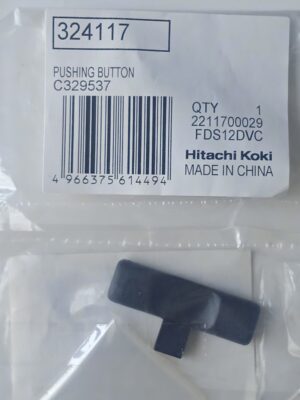 324117
PUSHING BUTTON
C329537
QTY 1
2211700029
FDS12DVC
Hitachi Koki
MADE IN CHINA
4 966375 614494